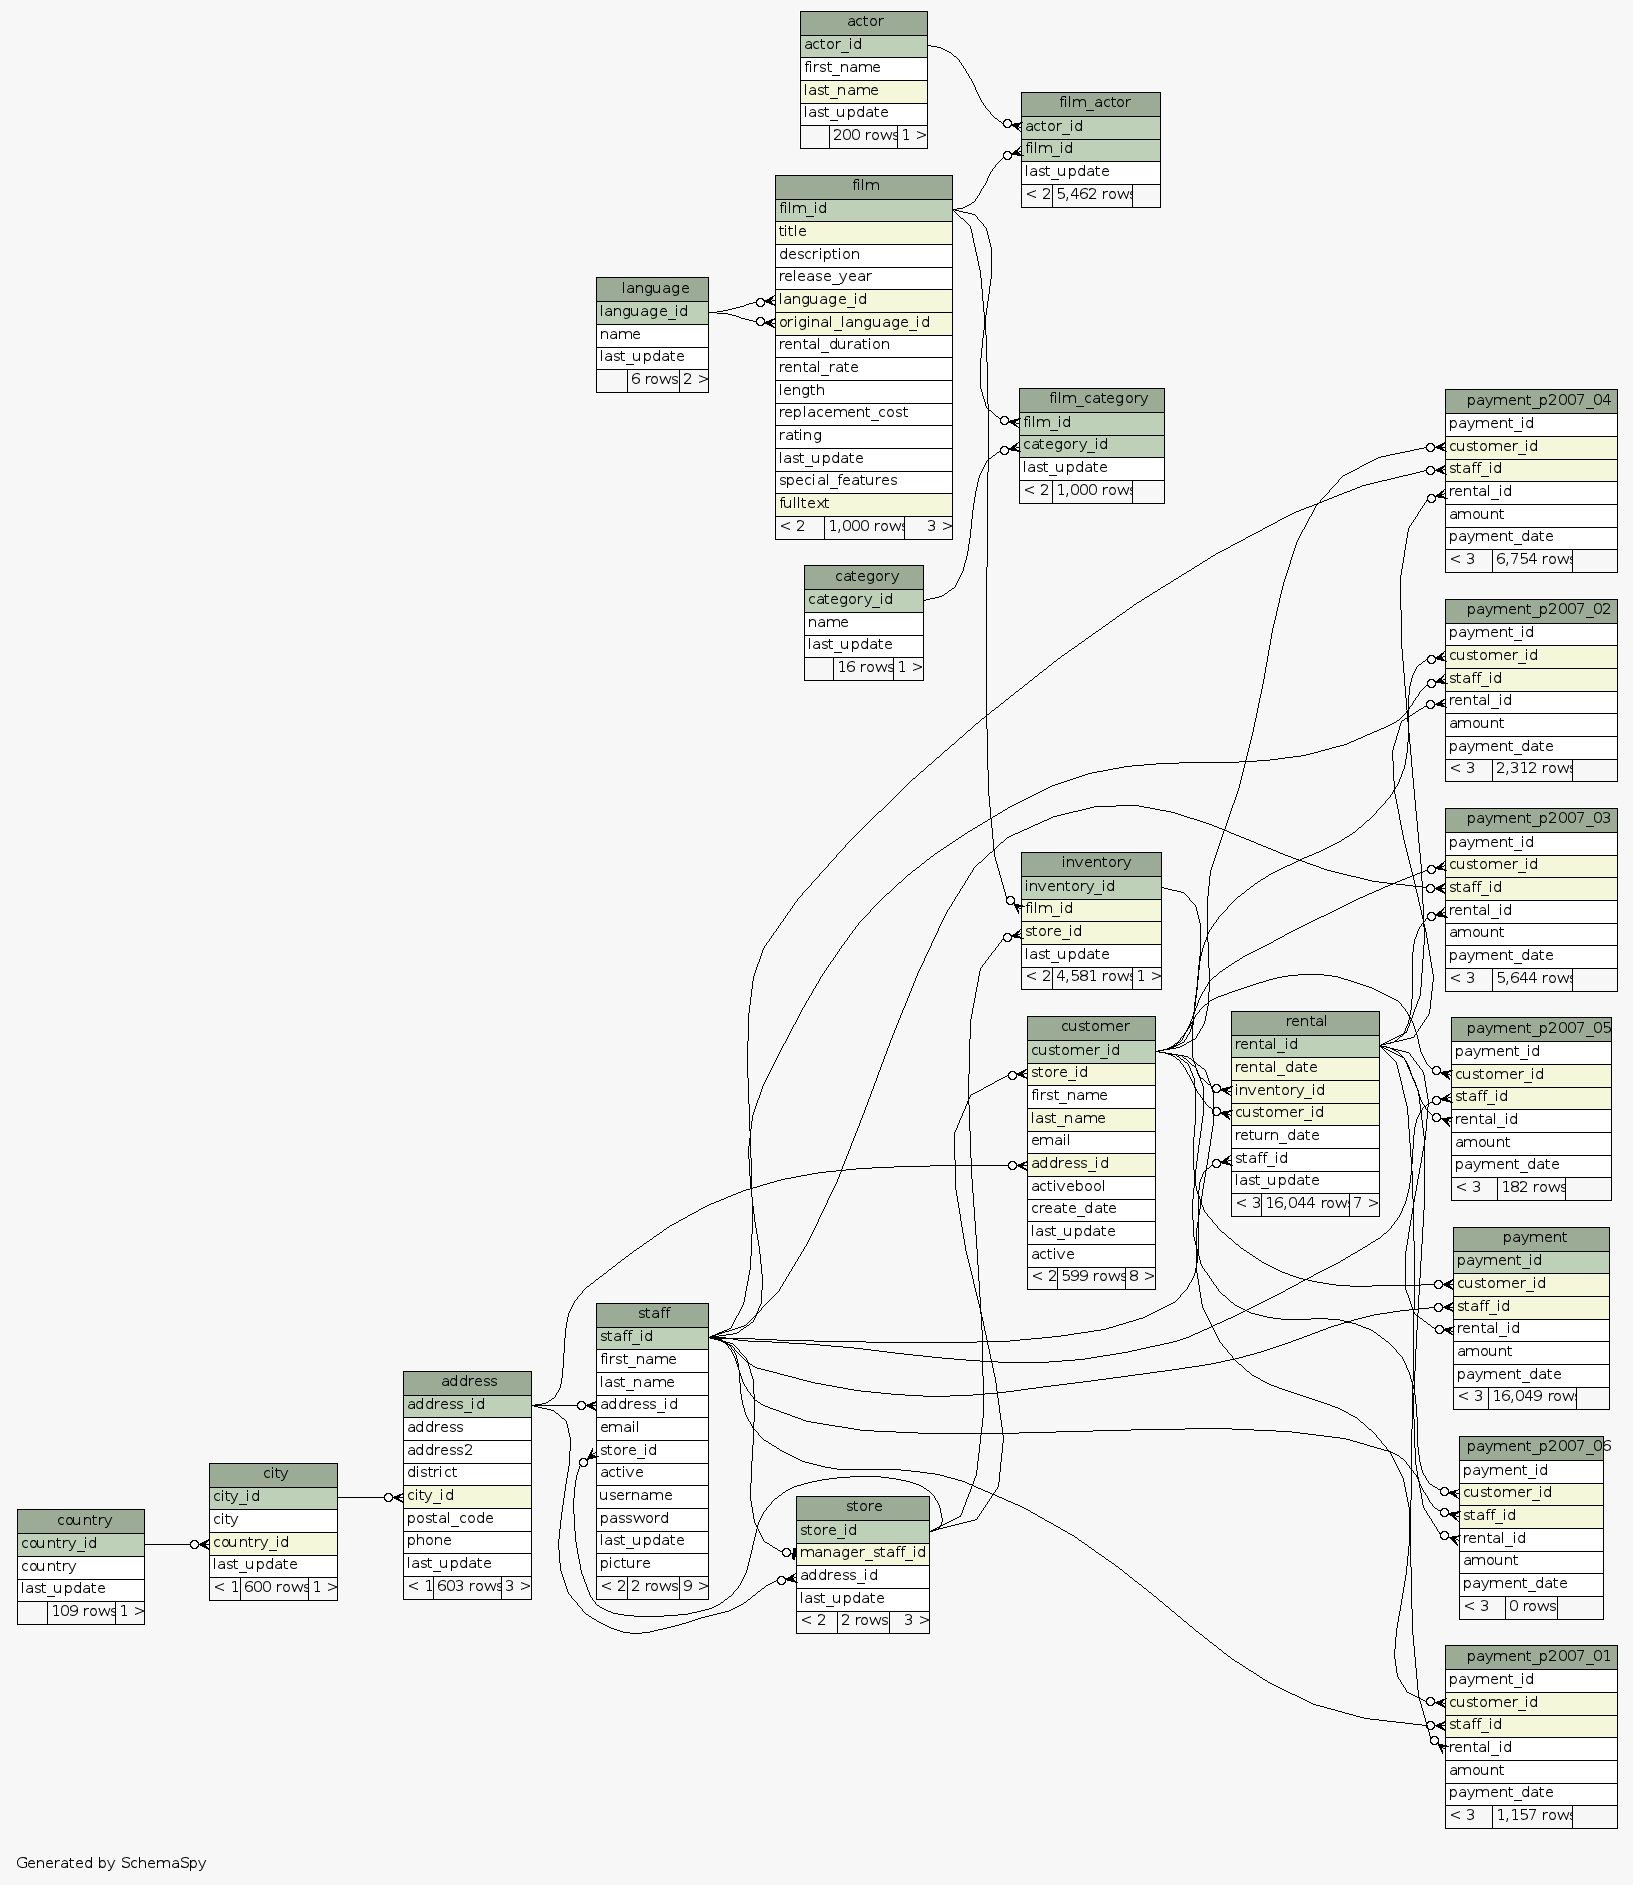 actor
actor_id
first_name
last_name
last_update
200 rows 1 >
film_actor
actor_id
film_id
last_update
< 2 5,462 rows
film
film_id
title
description
release_year
language_id
original_language_id
rental_duration
rental_rate
length
replacement_cost
rating
last_update
special_features
fulltext
< 2 1,000 rows 3 >
language
language_id
name
last_update
6 rows 2 >
film_category
film_id
category_id
last_update
< 2 1,000 rows
category
category_id
name
last_update
16 rows 1 >
payment_p2007_04
payment_id
customer_id
staff_id
rental_id
amount
payment_date
< 3 6,754 rows
payment_p2007_02
payment_id
customer_id
staff_id
rental_id
amount
payment_date
< 3 2,312 rows
payment_p2007_03
payment_id
customer_id
staff_id
rental_id
amount
payment_date
< 3 5,644 rows
inventory
inventory_id
film_id
store_id
last_update
< 2 4,581 rows 1 >
customer
customer_id
store_id
first_name
last_name
email
address_id
activebool
create_date
last_update
active
< 2 599 rows 8 >
rental
rental_id
rental_date
inventory_id
customer_id
return_date
staff_id
last_update
< 3 16,044 rows 7 >
payment_p2007_05
payment_id
customer_id
staff_id
rental_id
amount
payment_date
< 3 182 rows
payment
payment_id
customer_id
staff_id
rental_id
amount
payment_date
< 3 16,049 rows
staff
staff_id
first_name
last_name
address_id
email
store_id
active
username
password
last_update
picture
< 2 2 rows 9 >
address
address_id
address
address2
district
city_id
postal_code
phone
last_update
< 1 603 rows 3 >
city
city_id
city
country_id
last_update
< 1 600 rows 1 >
country
country_id
country
last_update
109 rows 1 >
store
store_id
manager_staff_id
address_id
last_update
< 2 2 rows 3 >
payment_p2007_06
payment_id
customer_id
staff_id
rental_id
amount
payment_date
< 3 0 rows
payment_p2007_01
payment_id
customer_id
staff_id
rental_id
amount
payment_date
< 3 1,157 rows
Generated by SchemaSpy